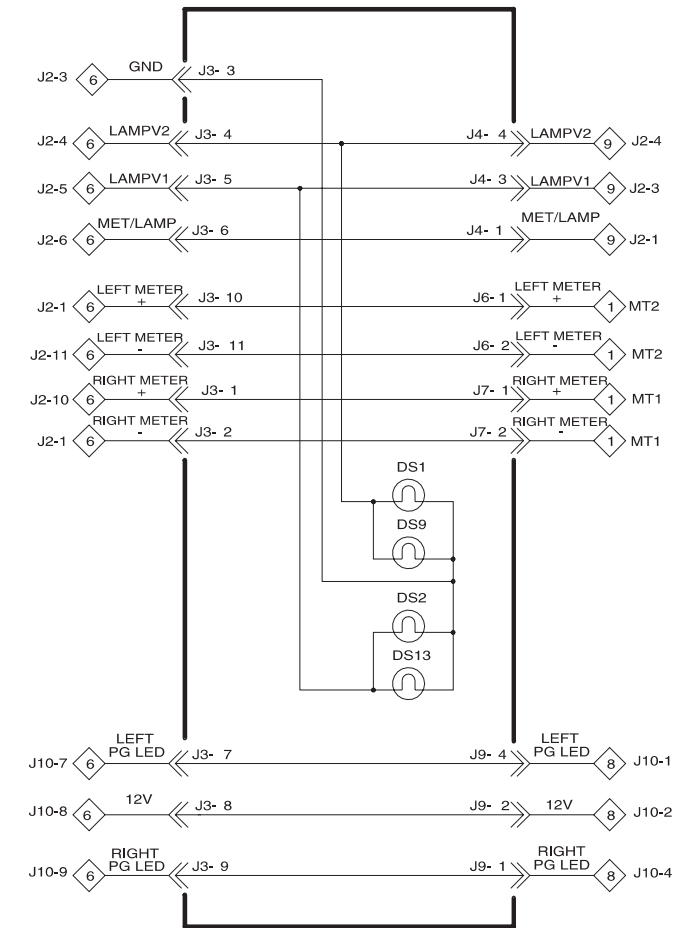 GND
J2-3 6 J3- 3
LAMPV2 J3- 4 J4- 4 LAMPV2
J2-4 6 9 J2-4
LAMPV1 J3- 5 J4- 3 LAMPV1
J2-5 6 9 J2-3
MET/LAMP J3- 6 J4- 1 MET/LAMP
J2-6 6 9 J2-1
LEFT METER J3- 10 J6- 1 LEFT METER
J2-1 6 + + 1 MT2
LEFT METER J3- 11 J6- 2 LEFT METER
J2-11 6 - - 1 MT2
RIGHT METER J3- 1 J7- 1 RIGHT METER
J2-10 6 + + 1 MT1
RIGHT METER J3- 2 J7- 2 RIGHT METER
J2-1 6 - - 1 MT1
DS1
DS9
DS2
DS13
LEFT LEFT
PG LED J3- 7 J9- 4 PG LED
J10-7 6 8 J10-1
12V J3- 8 J9- 2 12V
J10-8 6 8 J10-2
RIGHT RIGHT
PG LED J3- 9 J9- 1 PG LED
J10-9 6 8 J10-4